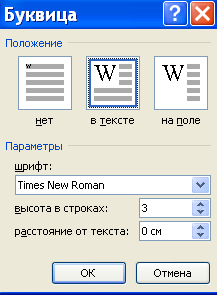 Буквица
Положение
W W W
нет в тексте на поле
Параметры
шрифт:
Times New Roman
высота в строках: 3
расстояние от текста: 0 см
ОК Отмена